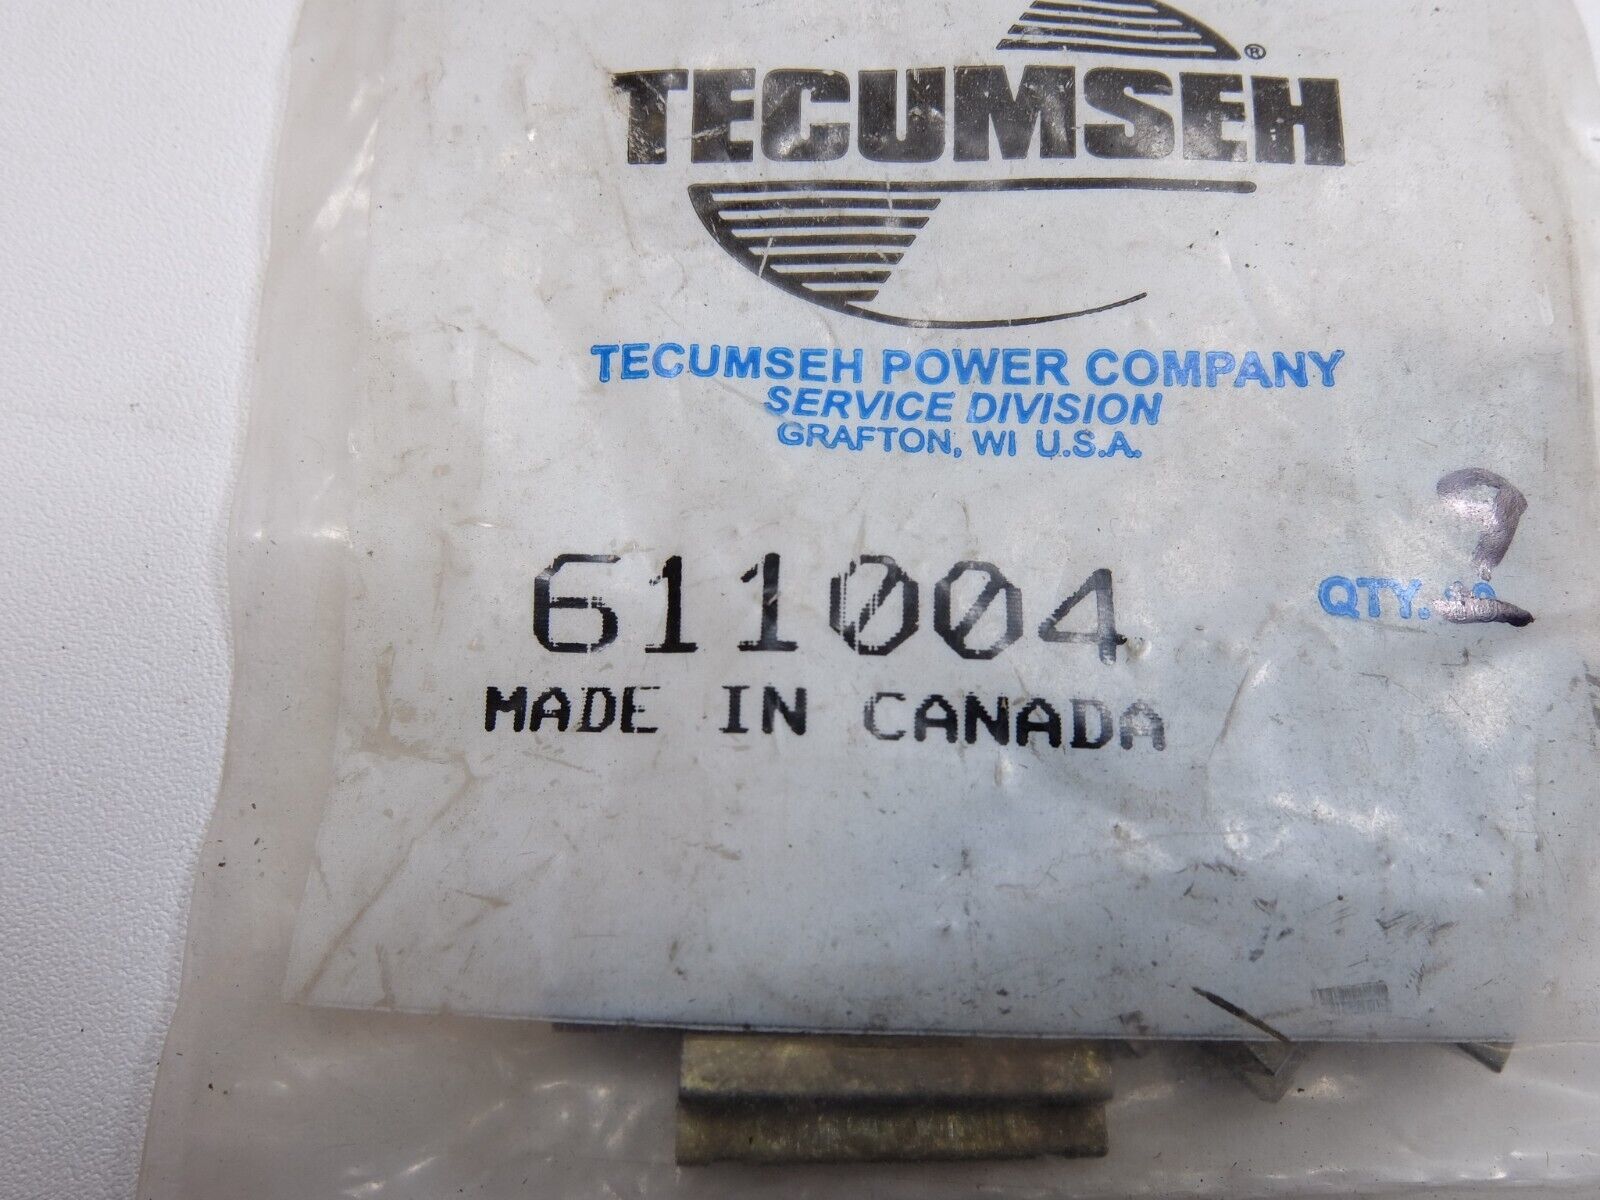 TECUMSEH®
TECUMSEH POWER COMPANY
SERVICE DIVISION
GRAFTON, WI U.S.A.
611004
QTY.
MADE IN CANADA